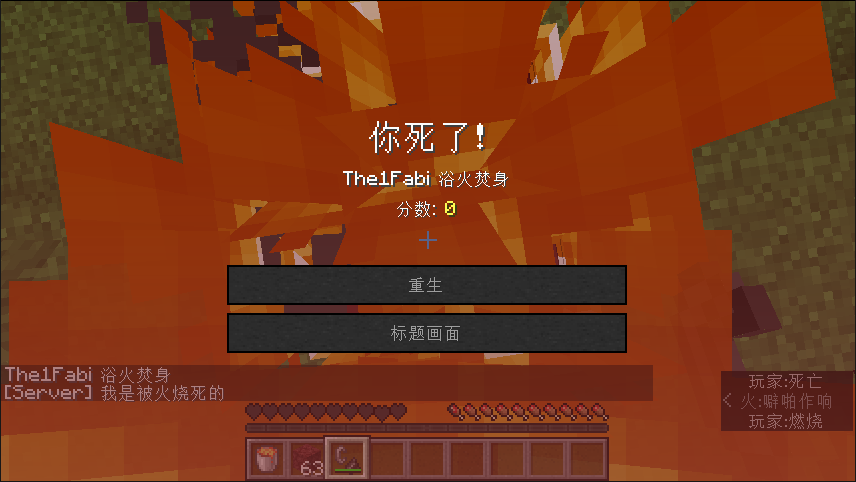 你死了!
The1Fabi 浴火焚身
分数: 0
重生
标题画面
The1Fabi 浴火焚身
[Server] 我是被火烧死的
玩家:死亡
< 火:噼啪作响
玩家:燃烧
63